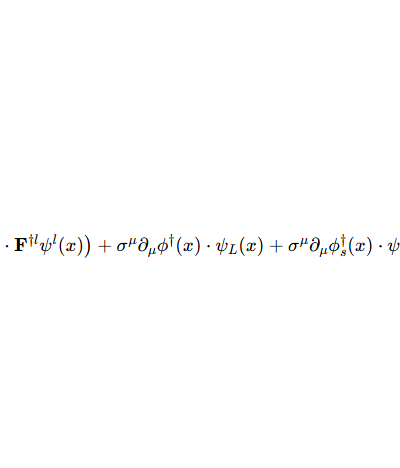 · 𝐅^{†l}ψ^l(x)) + σ^μ∂_μϕ^†(x) · ψ_L(x) + σ^μ∂_μϕ_s^†(x) · ψ